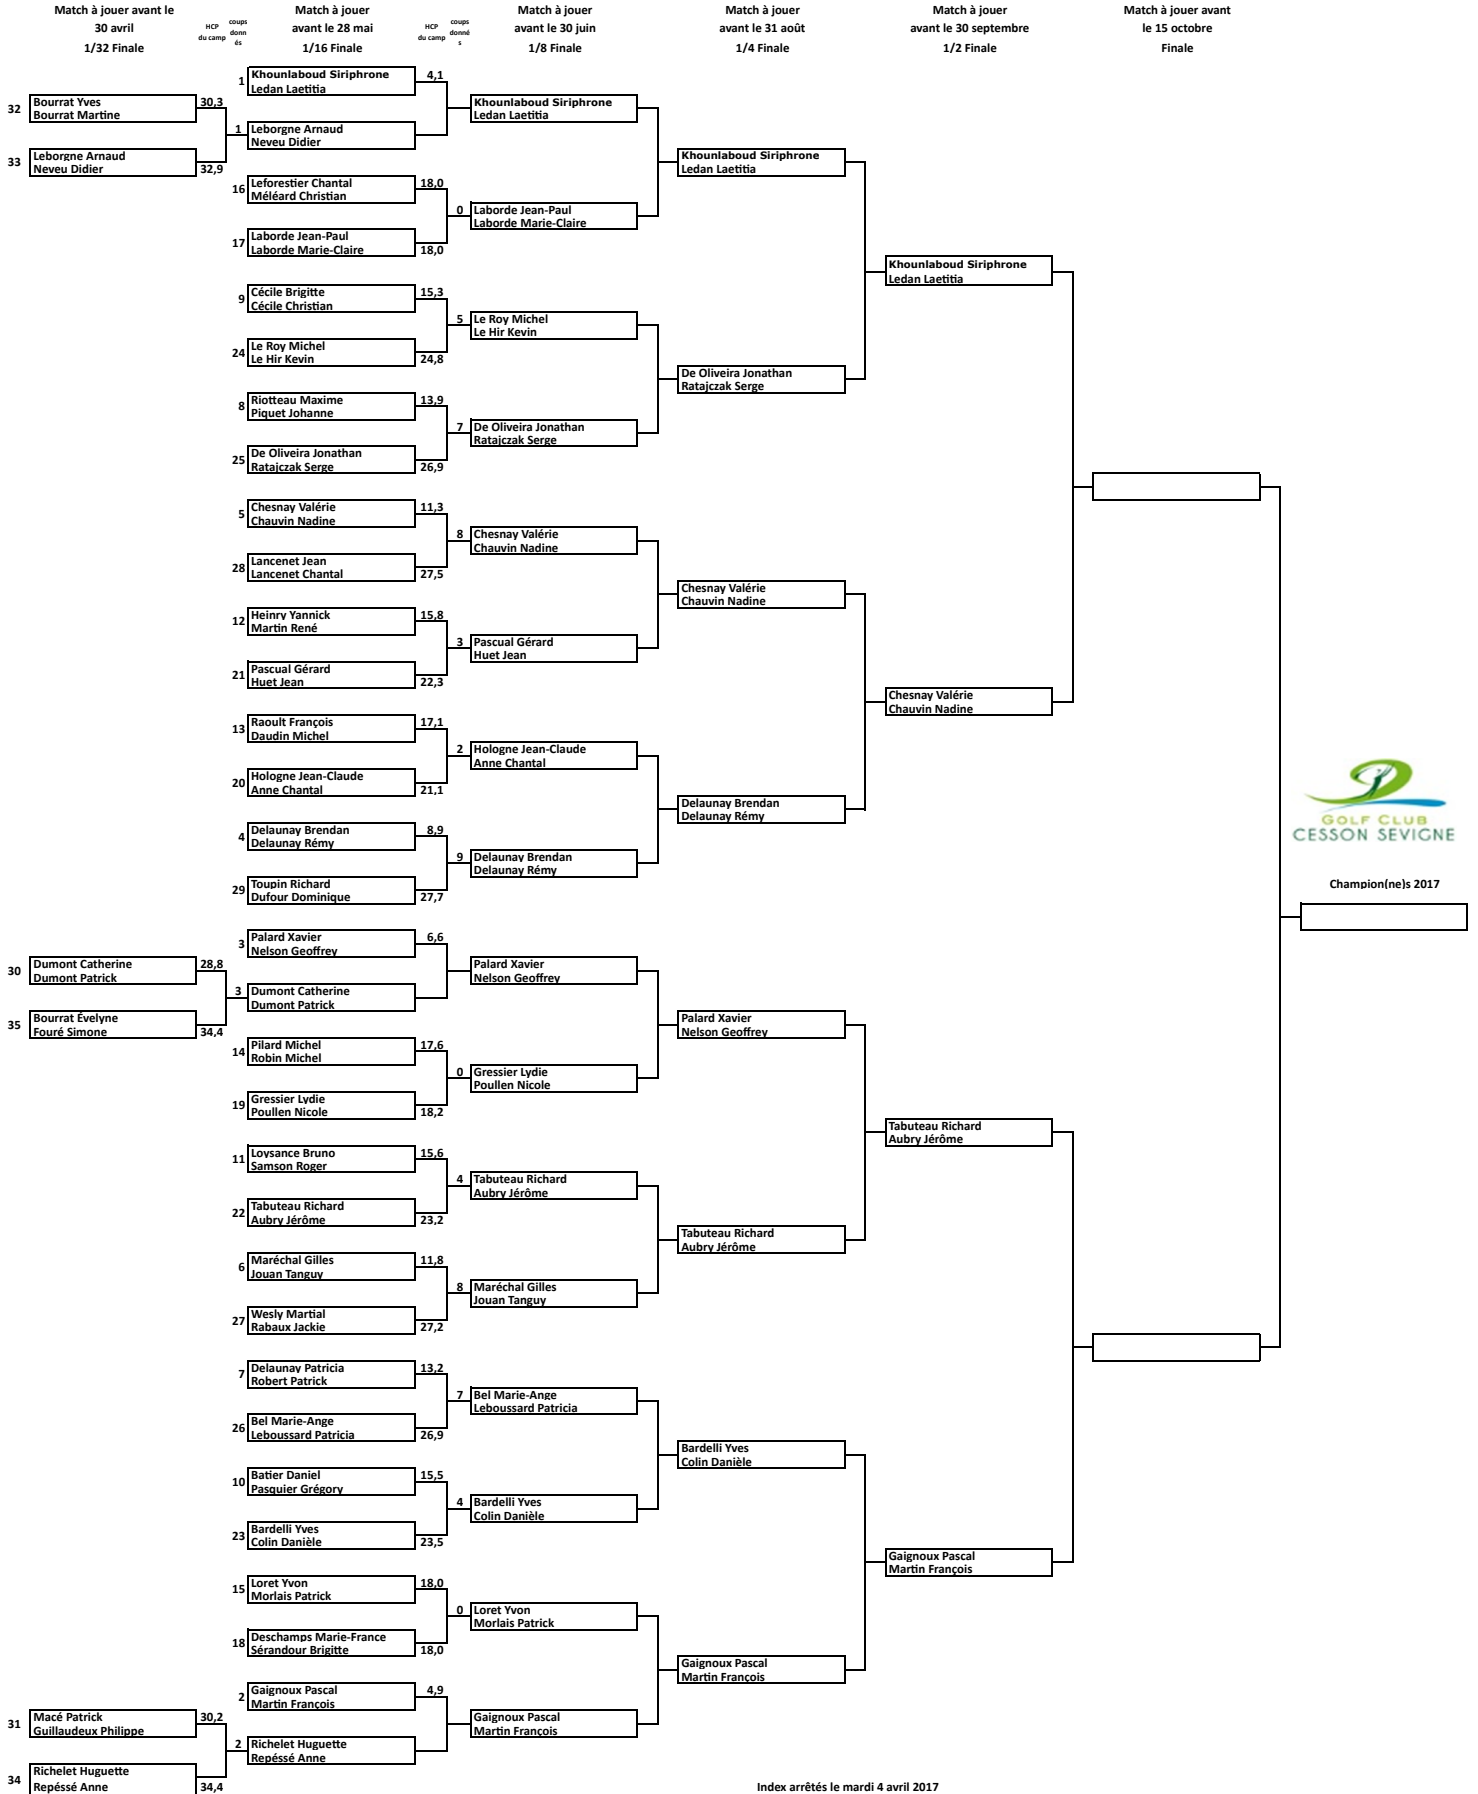 Match à jouer avant le
30 avril
1/32 Finale
HCP
du camp
coups
donn
és
Match à jouer
avant le 28 mai
1/16 Finale
HCP
du camp
coups
donné
s
Match à jouer
avant le 30 juin
1/8 Finale
Match à jouer
avant le 31 août
1/4 Finale
Match à jouer
avant le 30 septembre
1/2 Finale
Match à jouer avant
le 15 octobre
Finale
32
Bourrat Yves
Bourrat Martine
30,3
33
Leborgne Arnaud
Neveu Didier
32,9
1
30
Dumont Catherine
Dumont Patrick
28,8
35
Bourrat Évelyne
Fouré Simone
34,4
3
31
Macé Patrick
Guillaudeux Philippe
30,2
34
Richelet Huguette
Repéssé Anne
34,4
2
1
Khounlaboud Siriphrone
Ledan Laetitia
4,1
Leborgne Arnaud
Neveu Didier
16
Leforestier Chantal
Méléard Christian
18,0
17
Laborde Jean-Paul
Laborde Marie-Claire
18,0
0
9
Cécile Brigitte
Cécile Christian
15,3
24
Le Roy Michel
Le Hir Kevin
24,8
5
8
Riotteau Maxime
Piquet Johanne
13,9
25
De Oliveira Jonathan
Ratajczak Serge
26,9
7
5
Chesnay Valérie
Chauvin Nadine
11,3
28
Lancenet Jean
Lancenet Chantal
27,5
8
12
Heinry Yannick
Martin René
15,8
21
Pascual Gérard
Huet Jean
22,3
3
13
Raoult François
Daudin Michel
17,1
20
Hologne Jean-Claude
Anne Chantal
21,1
2
4
Delaunay Brendan
Delaunay Rémy
8,9
29
Toupin Richard
Dufour Dominique
27,7
9
3
Palard Xavier
Nelson Geoffrey
6,6
Dumont Catherine
Dumont Patrick
14
Pilard Michel
Robin Michel
17,6
19
Gressier Lydie
Poullen Nicole
18,2
0
11
Loysance Bruno
Samson Roger
15,6
22
Tabuteau Richard
Aubry Jérôme
23,2
4
6
Maréchal Gilles
Jouan Tanguy
11,8
27
Wesly Martial
Rabaux Jackie
27,2
8
7
Delaunay Patricia
Robert Patrick
13,2
26
Bel Marie-Ange
Leboussard Patricia
26,9
7
10
Batier Daniel
Pasquier Grégory
15,5
23
Bardelli Yves
Colin Danièle
23,5
4
15
Loret Yvon
Morlais Patrick
18,0
18
Deschamps Marie-France
Sérandour Brigitte
18,0
0
2
Gaignoux Pascal
Martin François
4,9
Richelet Huguette
Repéssé Anne
Khounlaboud Siriphrone
Ledan Laetitia
Laborde Jean-Paul
Laborde Marie-Claire
Le Roy Michel
Le Hir Kevin
De Oliveira Jonathan
Ratajczak Serge
Chesnay Valérie
Chauvin Nadine
Pascual Gérard
Huet Jean
Hologne Jean-Claude
Anne Chantal
Delaunay Brendan
Delaunay Rémy
Palard Xavier
Nelson Geoffrey
Gressier Lydie
Poullen Nicole
Tabuteau Richard
Aubry Jérôme
Maréchal Gilles
Jouan Tanguy
Bel Marie-Ange
Leboussard Patricia
Bardelli Yves
Colin Danièle
Loret Yvon
Morlais Patrick
Gaignoux Pascal
Martin François
Khounlaboud Siriphrone
Ledan Laetitia
De Oliveira Jonathan
Ratajczak Serge
Chesnay Valérie
Chauvin Nadine
Delaunay Brendan
Delaunay Rémy
Palard Xavier
Nelson Geoffrey
Tabuteau Richard
Aubry Jérôme
Bardelli Yves
Colin Danièle
Gaignoux Pascal
Martin François
Khounlaboud Siriphrone
Ledan Laetitia
Chesnay Valérie
Chauvin Nadine
Tabuteau Richard
Aubry Jérôme
Gaignoux Pascal
Martin François
GOLF CLUB
CESSON SEVIGNE
Champion(ne)s 2017
Index arrêtés le mardi 4 avril 2017